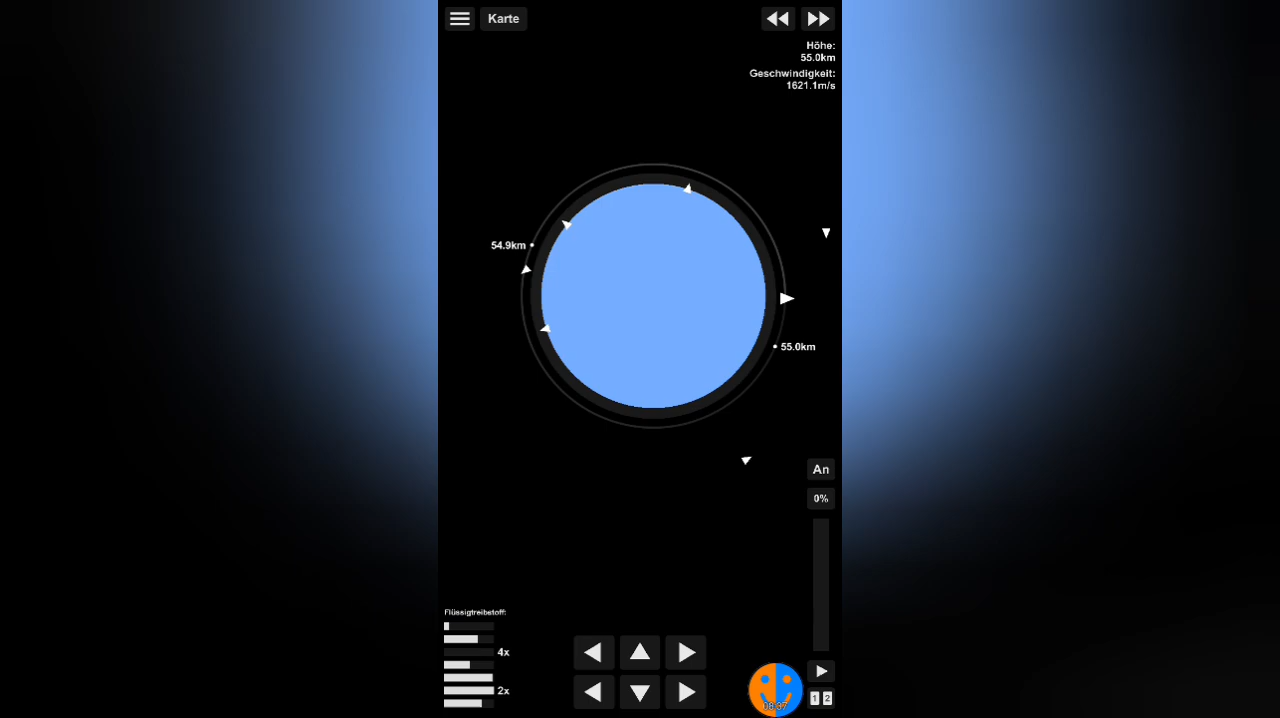 Karte
Höhe:
55.0km
Geschwindigkeit:
1621.1m/s
54.9km
55.0km
An
0%
Flüssigtreibstoff:
4x
2x
1 2